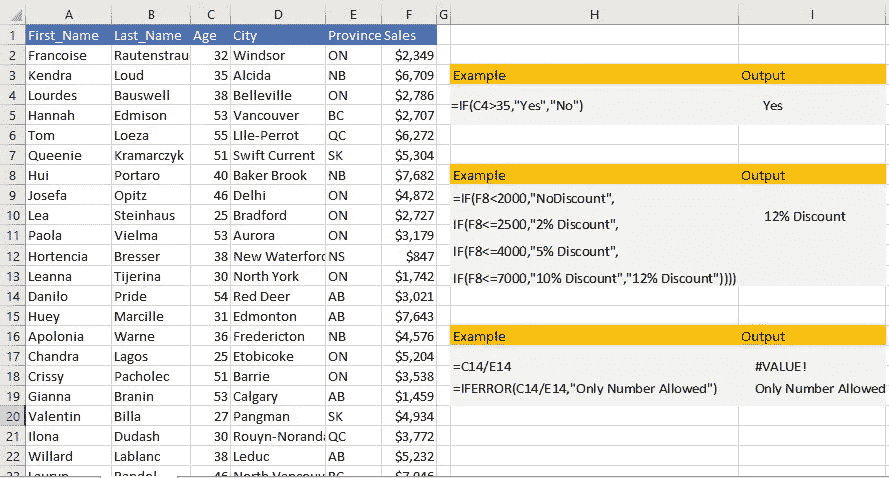 A B C D E F G H I
1 First_Name Last_Name Age City Province Sales
2 Francoise Rautenstrau 32 Windsor ON $2,349
3 Kendra Loud 35 Alcida NB $6,709 Example Output
4 Lourdes Bauswell 38 Belleville ON $2,786 =IF(C4>35,"Yes","No") Yes
5 Hannah Edmison 53 Vancouver BC $2,707
6 Tom Loeza 55 LIle-Perrot QC $6,272
7 Queenie Kramarczyk 51 Swift Current SK $5,304
8 Hui Portaro 40 Baker Brook NB $7,682 Example Output
9 Josefa Opitz 46 Delhi ON $4,872 =IF(F8<2000,"NoDiscount",
10 Lea Steinhaus 25 Bradford ON $2,727 IF(F8<=2500,"2% Discount", 12% Discount
11 Paola Vielma 53 Aurora ON $3,179 IF(F8<=4000,"5% Discount",
12 Hortencia Bresser 38 New Waterford NS $847
13 Leanna Tijerina 30 North York ON $1,742 IF(F8<=7000,"10% Discount","12% Discount"))))
14 Danilo Pride 54 Red Deer AB $3,021
15 Huey Marcille 31 Edmonton AB $7,643
16 Apolonia Warne 36 Fredericton NB $4,576 Example Output
17 Chandra Lagos 25 Etobicoke ON $5,204 =C14/E14 #VALUE!
18 Crissy Pacholec 51 Barrie ON $3,538 =IFERROR(C14/E14,"Only Number Allowed") Only Number Allowed
19 Gianna Branin 53 Calgary AB $1,459
20 Valentin Billa 27 Pangman SK $4,934
21 Ilona Dudash 30 Rouyn-Noranda QC $3,772
22 Willard Lablanc 38 Leduc AB $5,232